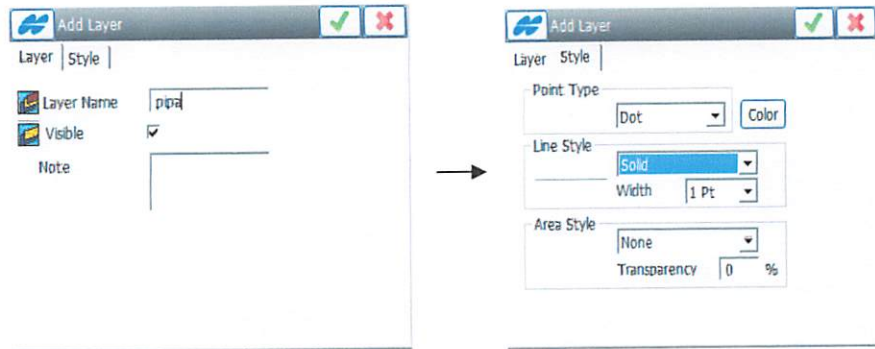 Add Layer
Layer Style
Layer Name pipa
Visible
Note
Add Layer
Layer Style
Point Type
Dot Color
Line Style
Solid
Width 1 Pt
Area Style
None
Transparency 0 %